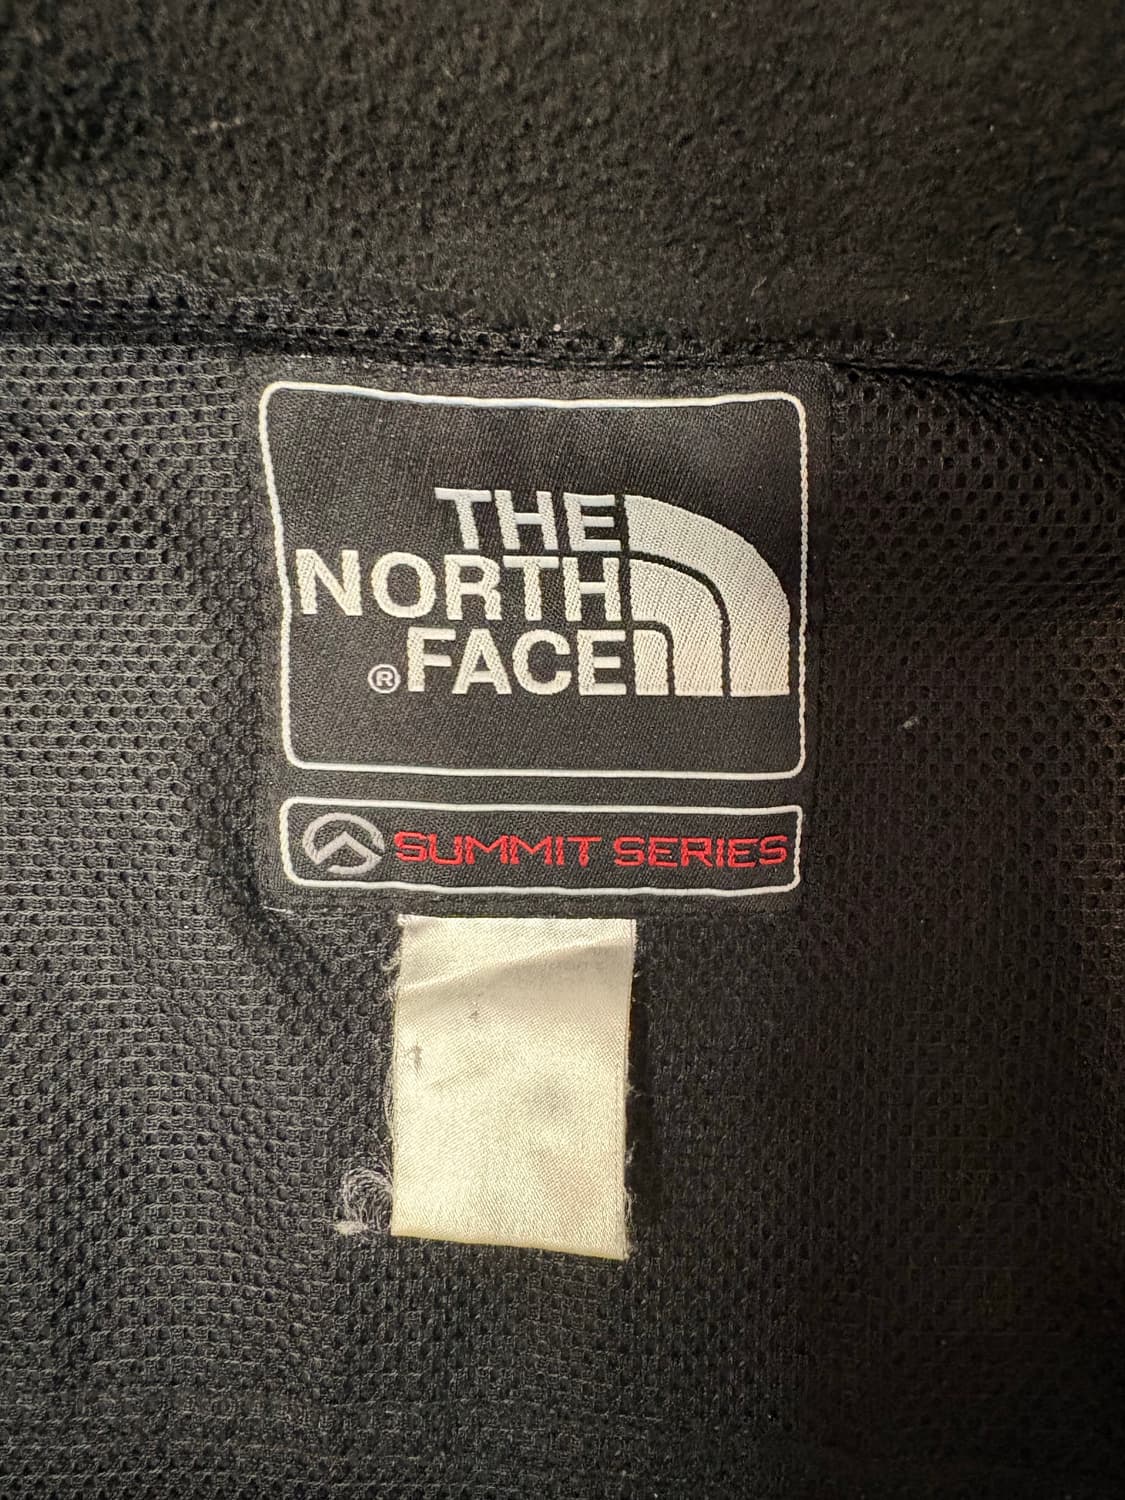 THE
NORTH
® FACE
SUMMIT SERIES